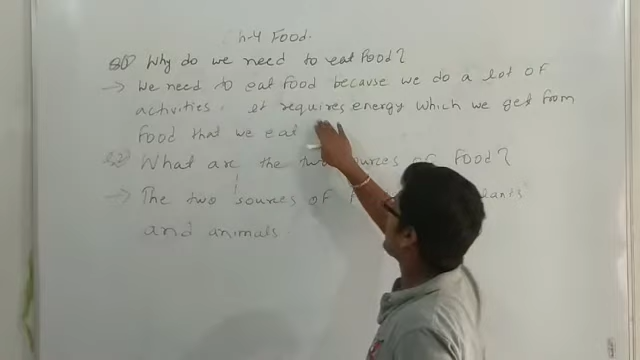 Ch-4 Food.
Q1 Why do we need to eat Food?
→ We need to eat Food because we do a lot of
activities. It requires energy which we get from
Food that we eat
Q2 What are the two sources of Food?
→ The two sources of F
and animals.